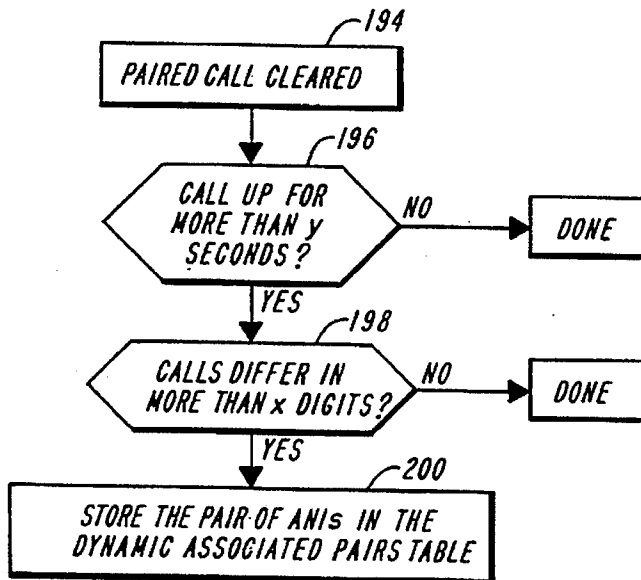 194
PAIRED CALL CLEARED
196
CALL UP FOR
MORE THAN y
SECONDS?
NO
DONE
YES
198
CALLS DIFFER IN
MORE THAN x DIGITS?
NO
DONE
YES
200
STORE THE PAIR OF ANIs IN THE
DYNAMIC ASSOCIATED PAIRS TABLE